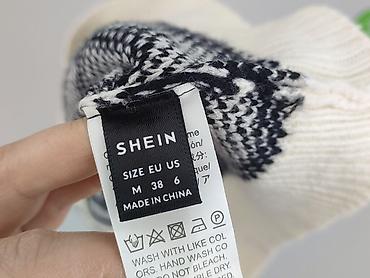 SHEIN
SIZE EU US
M 38 6
MADE IN CHINA
WASH WITH LIKE COL
ORS. HAND WASH CO
DO NOT BLEACH.
DRY